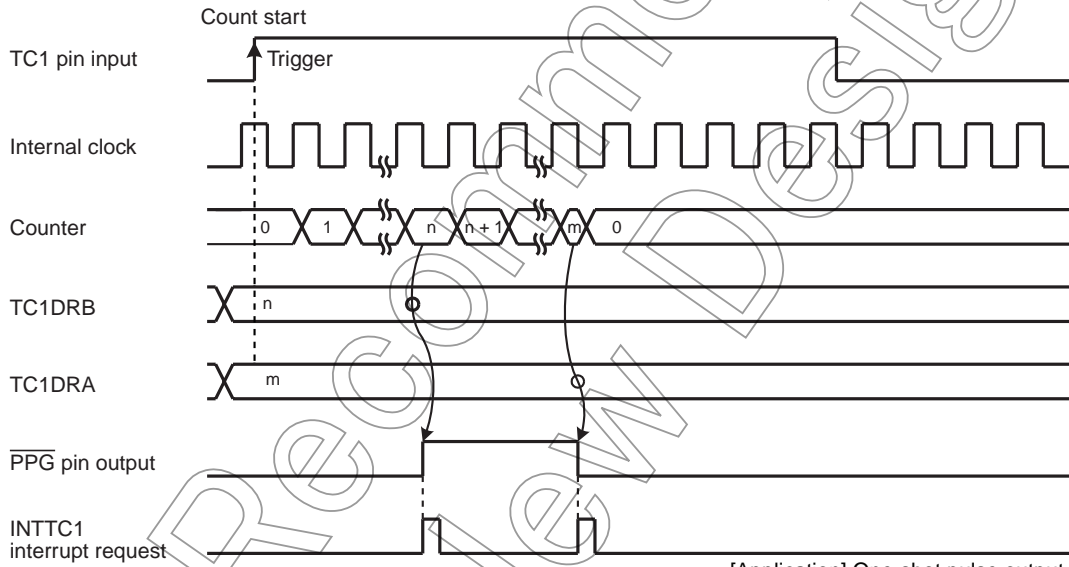 Count start
TC1 pin input
Trigger
Internal clock
Counter
0
1
n
n + 1
m
0
TC1DRB
n
TC1DRA
m
PPG pin output
INTTC1
interrupt request
[Application] One-shot pulse output